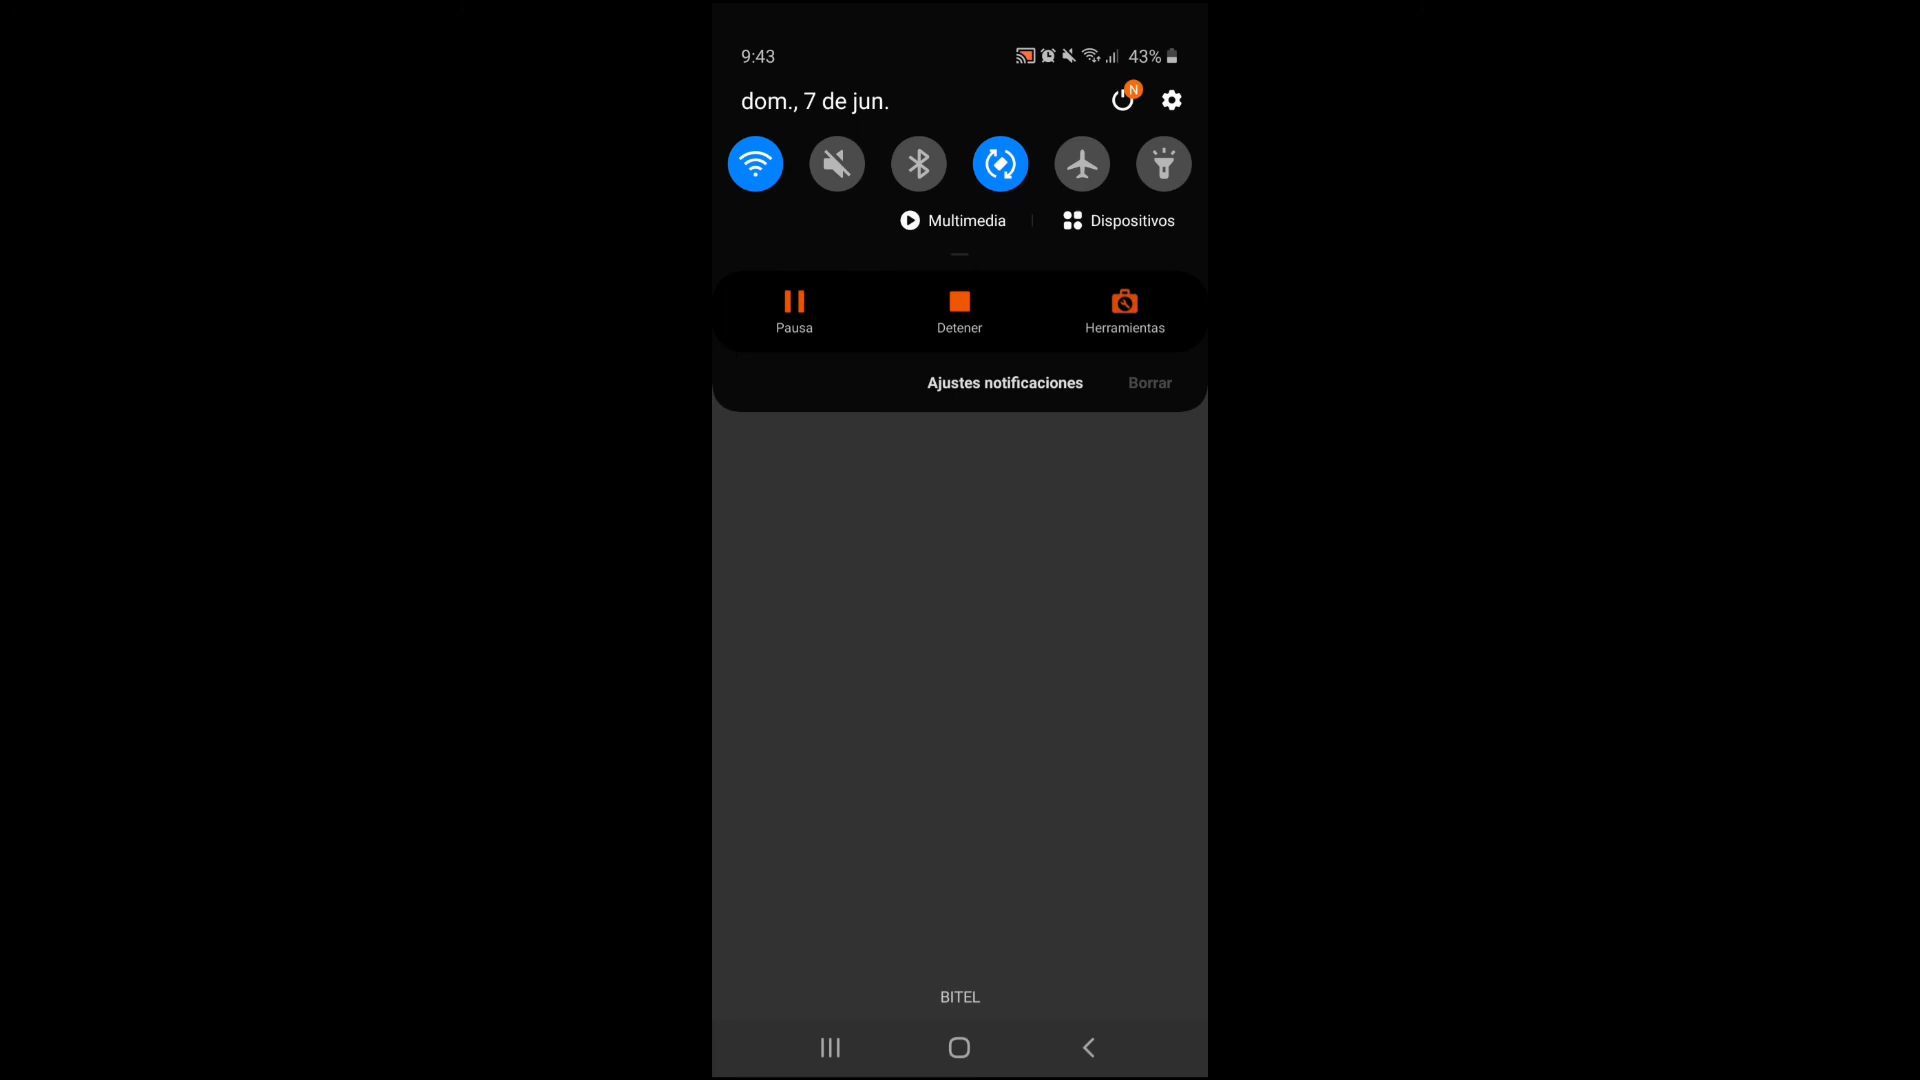 9:43
43%
dom., 7 de jun.
N
Multimedia
Dispositivos
Pausa
Detener
Herramientas
Ajustes notificaciones
Borrar
BITEL